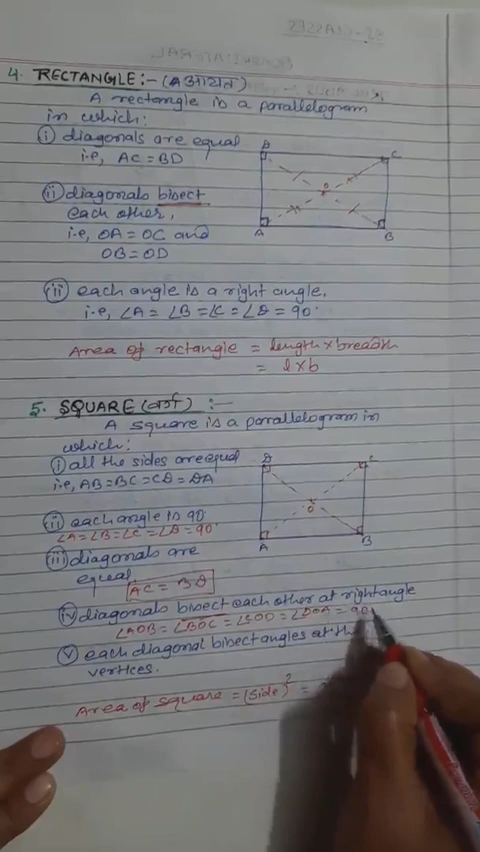 4. RECTANGLE:- (आयत)
A rectangle is a parallelogram
in which:
(i) diagonals are equal
i.e, AC = BD
(ii) diagonals bisect
each other,
i.e, OA = OC and
OB = OD
D
C
O
A
B
(iii) each angle is a right angle.
i.e, ∠A = ∠B = ∠C = ∠D = 90°
Area of rectangle = length × breadth
= l × b
5. SQUARE (वर्ग) :-
A square is a parallelogram in
which:
(i) all the sides are equal
i.e, AB = BC = CD = DA
(ii) each angle is 90°
∠A = ∠B = ∠C = ∠D = 90°
(iii) diagonals are
equal
AC = BD
D
C
O
A
B
(iv) diagonals bisect each other at right angle
∠AOB = ∠BOC = ∠COD = ∠DOA = 90
(v) each diagonal bisect angles at the
vertices.
Area of square = (side)² =